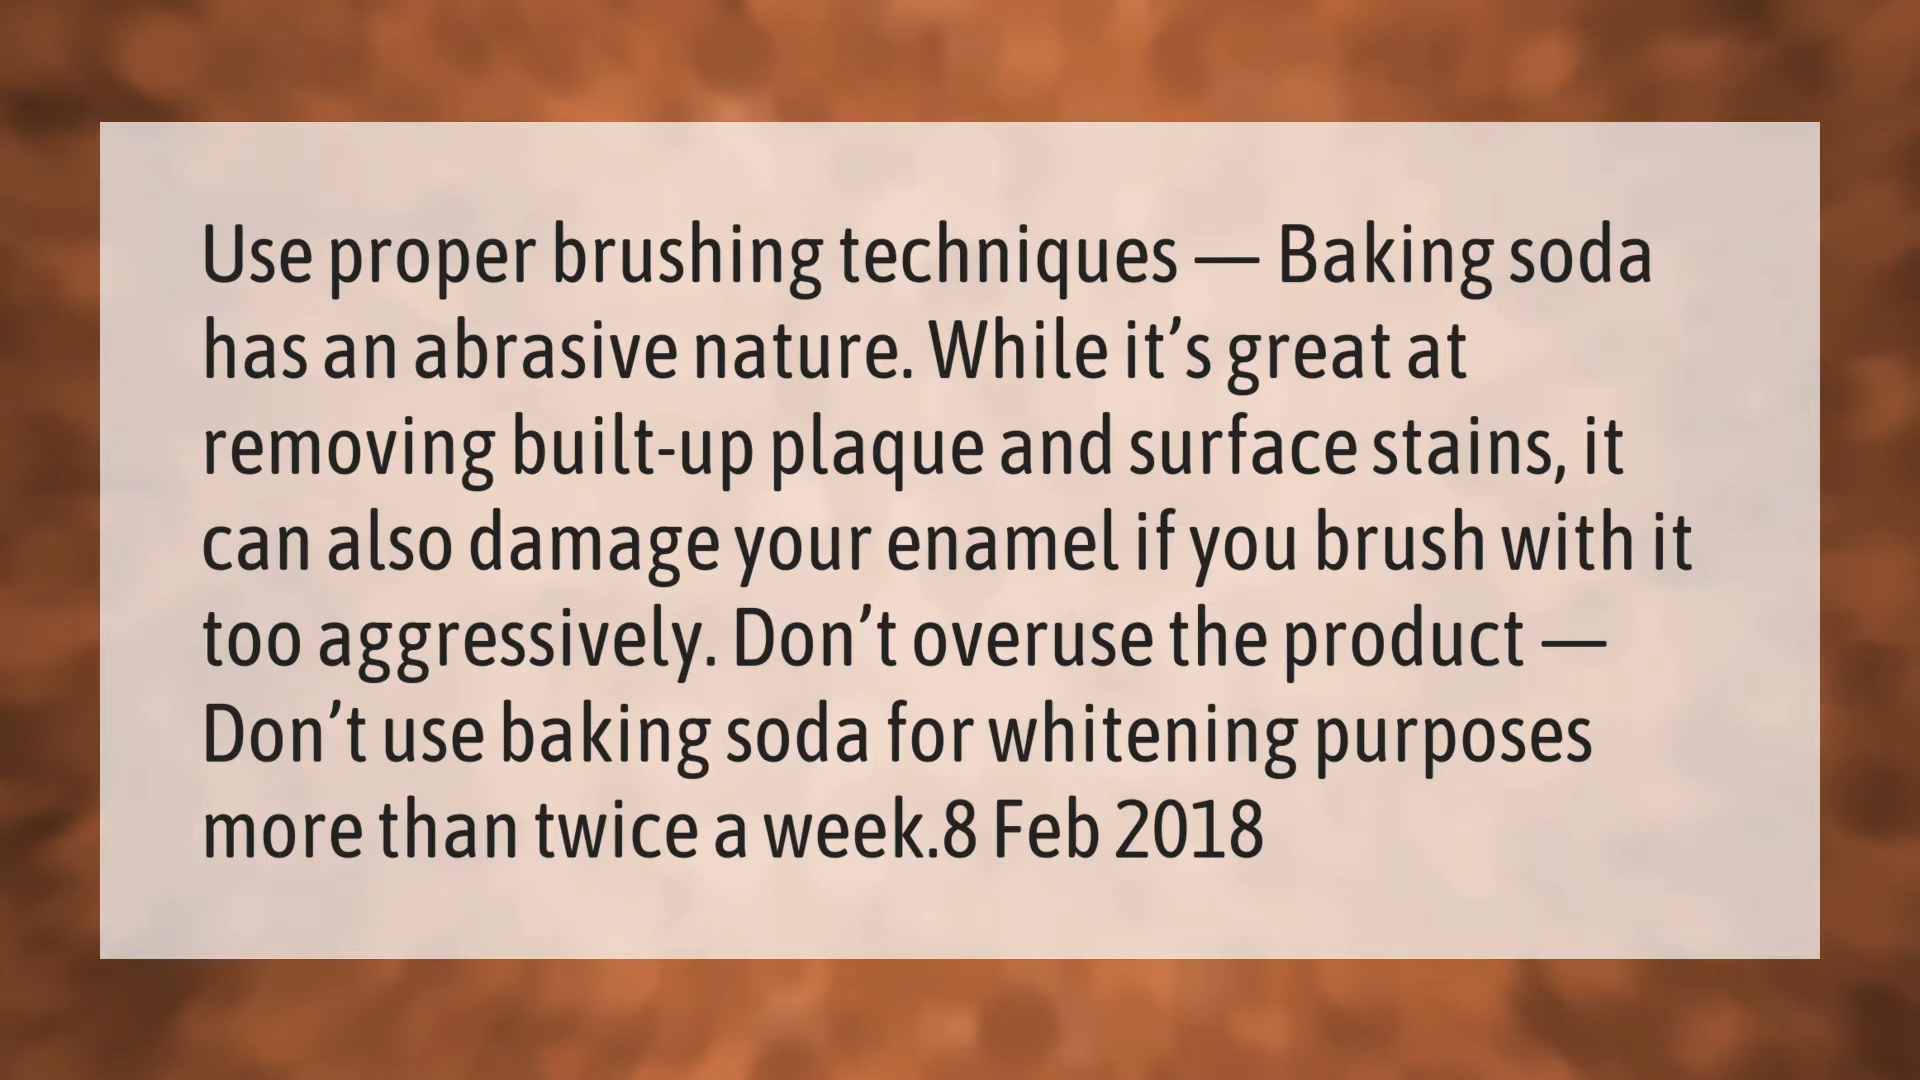 Use proper brushing techniques — Baking soda
has an abrasive nature. While it’s great at
removing built-up plaque and surface stains, it
can also damage your enamel if you brush with it
too aggressively. Don’t overuse the product —
Don’t use baking soda for whitening purposes
more than twice a week.8 Feb 2018